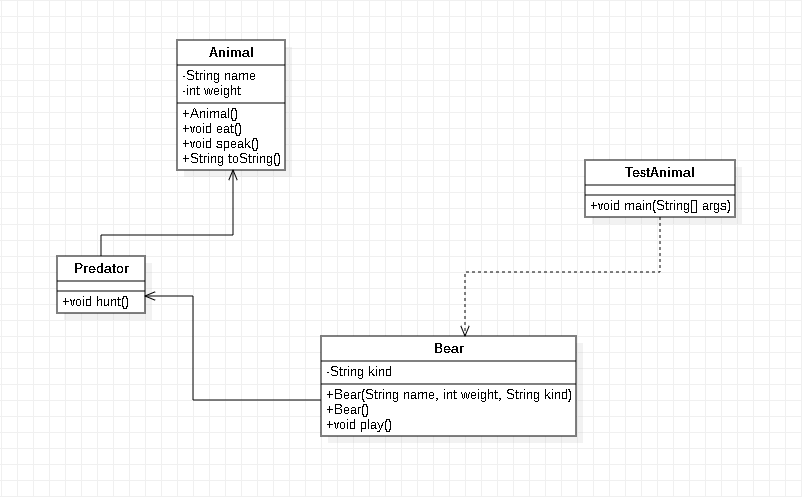 Animal
-String name
-int weight
+Animal()
+void eat()
+void speak()
+String toString()
TestAnimal
+void main(String[] args)
Predator
+void hunt()
Bear
-String kind
+Bear(String name, int weight, String kind)
+Bear()
+void play()